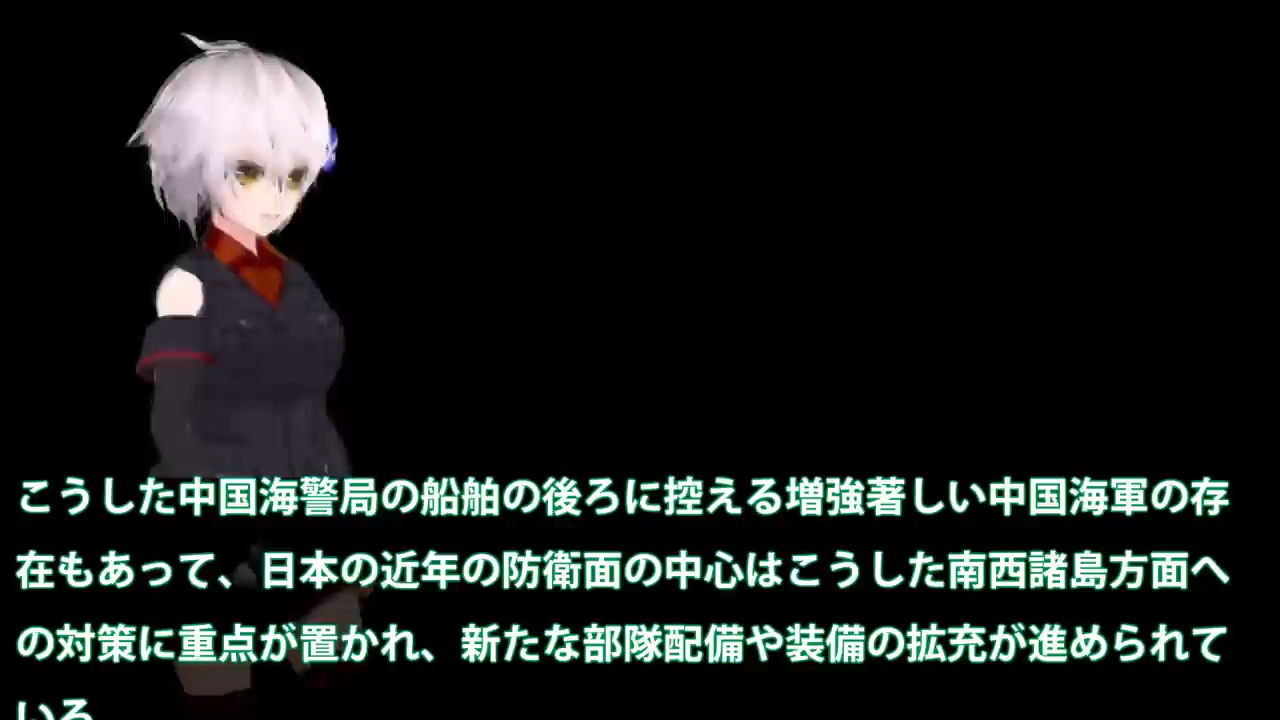 こうした中国海警局の船舶の後ろに控える増強著しい中国海軍の存
在もあって、日本の近年の防衛面の中心はこうした南西諸島方面へ
の対策に重点が置かれ、新たな部隊配備や装備の拡充が進められて
いる